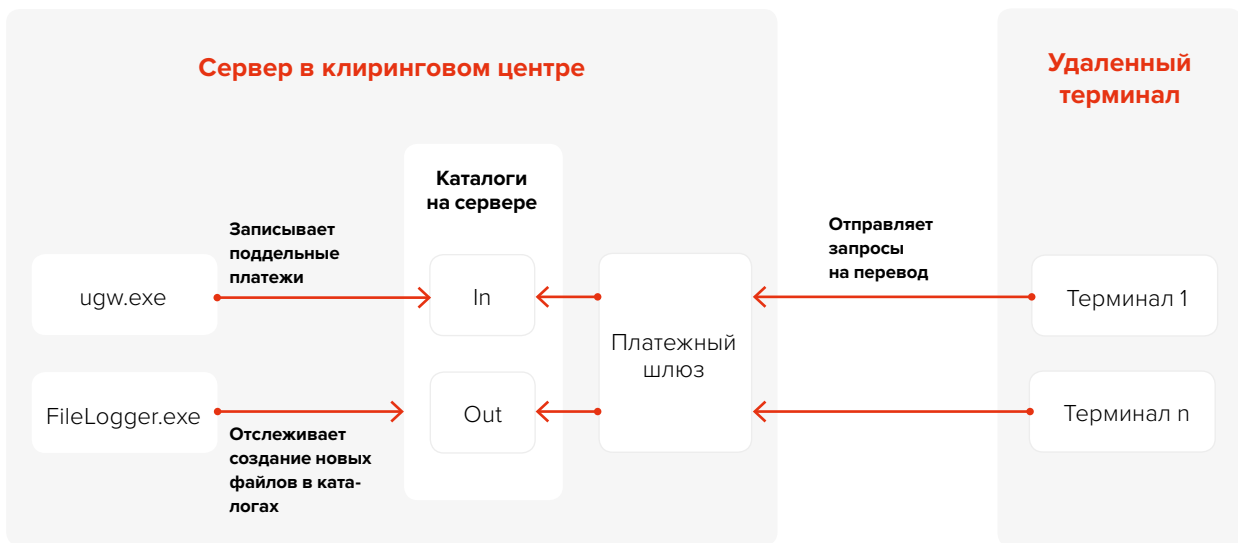 Сервер в клиринговом центре
Удаленный
терминал
Каталоги
на сервере
Записывает
поддельные
платежи
Отправляет
запросы
на перевод
ugw.exe
In
Платежный
шлюз
Терминал 1
FileLogger.exe
Out
Терминал n
Отслеживает
создание новых
файлов в ката-
логах